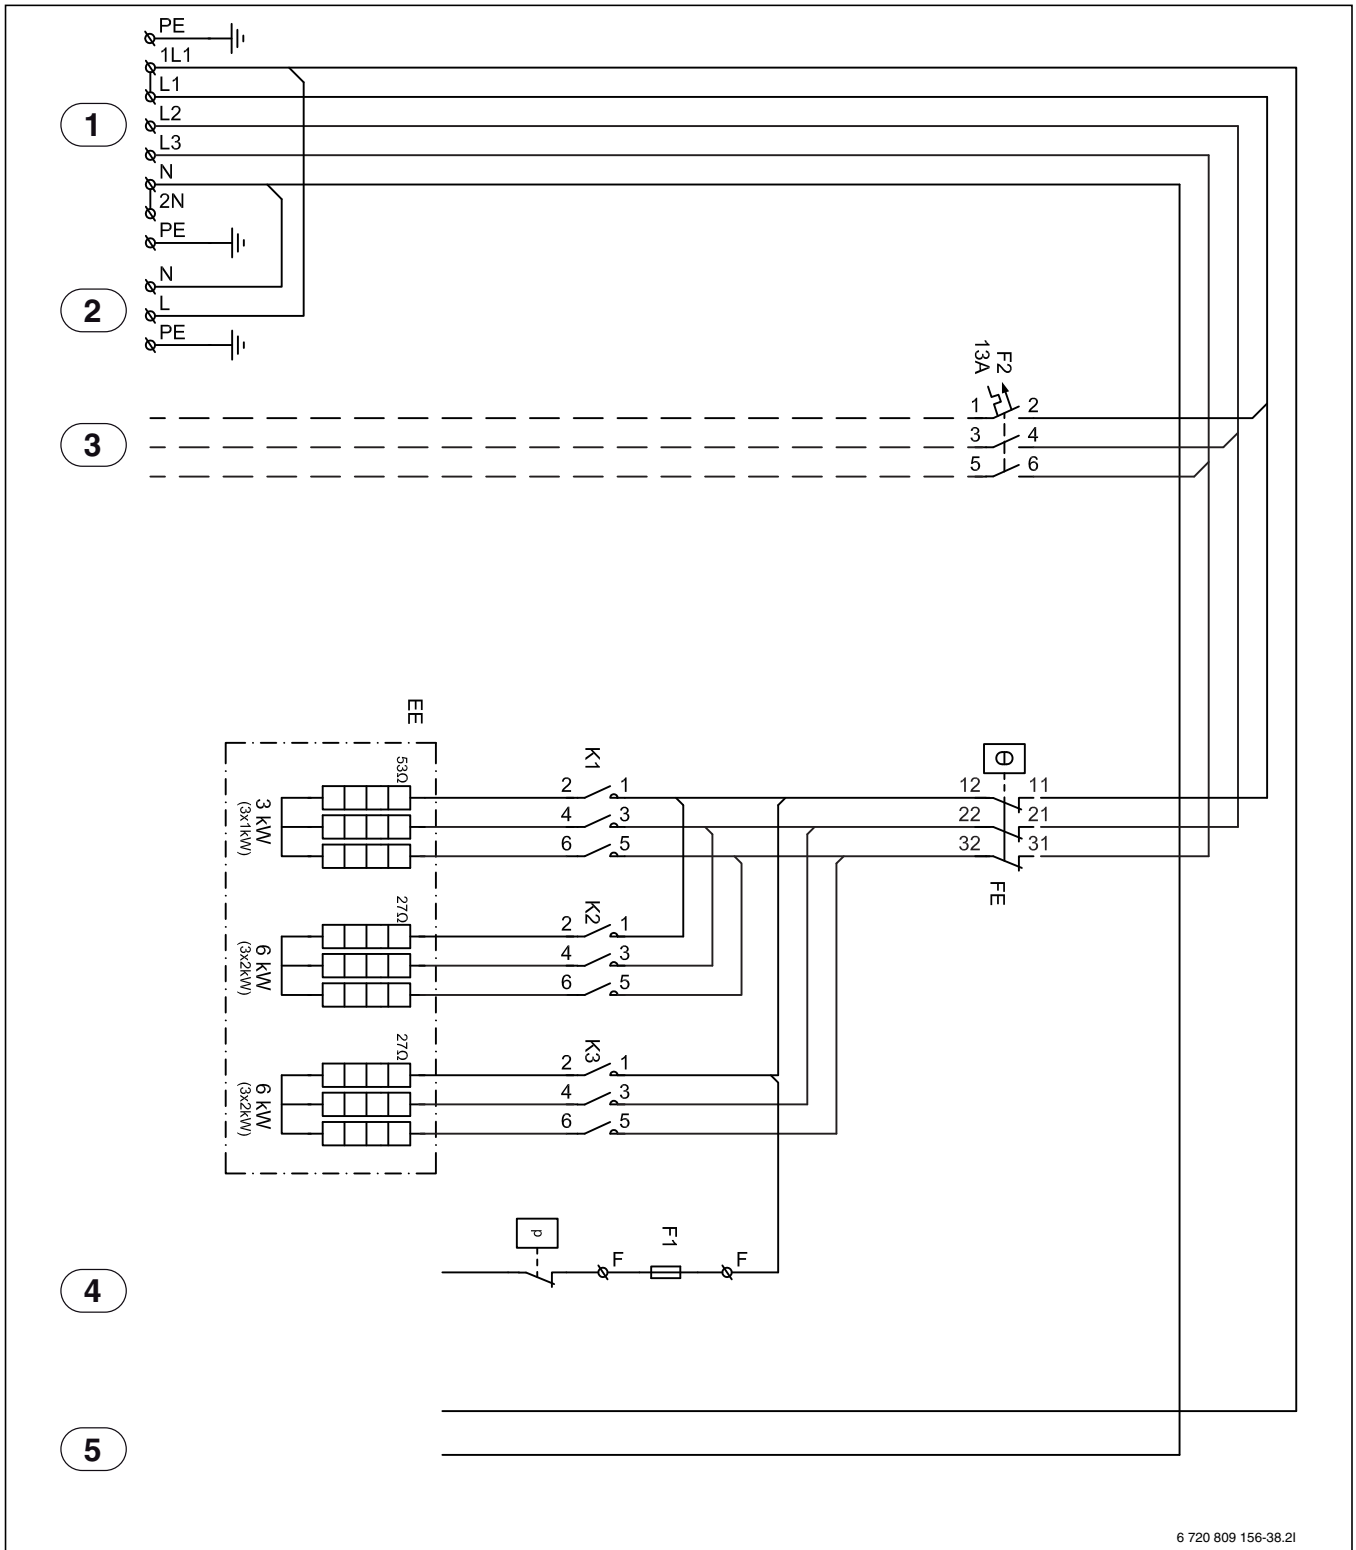 PE
1L1
L1
1
L2
L3
N
2N
PE
N
2
L
PE
F2
13A
1 2
3
3 4
5 6
EE
53Ω
K1
Θ
2 1
12 11
3 kW
(3x1kW)
4 3
22 21
6 5
32 31
FE
27Ω
K2
2 1
6 kW
(3x2kW)
4 3
6 5
27Ω
K3
2 1
6 kW
(3x2kW)
4 3
6 5
p
F
F1
F
4
5
6 720 809 156-38.2I